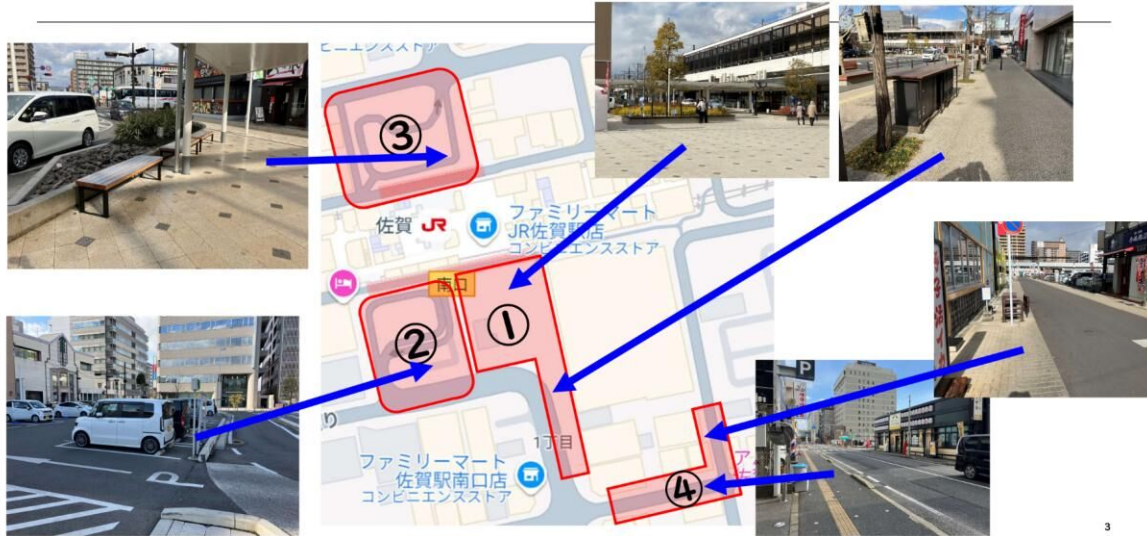 ビニエンスストア
③
佐賀 JR
ファミリーマート
JR佐賀駅店
コンビニエンスストア
南口
①
②
り
1丁目
ファミリーマート
佐賀駅南口店
コンビニエンスストア
ア
④
P
P
3